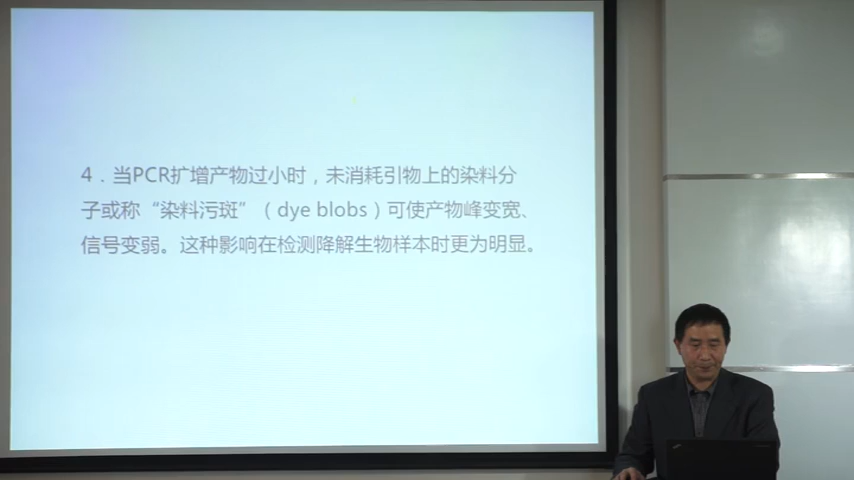 4．当PCR扩增产物过小时，未消耗引物上的染料分
子或称“染料污斑”（dye blobs）可使产物峰变宽、
信号变弱。这种影响在检测降解生物样本时更为明显。